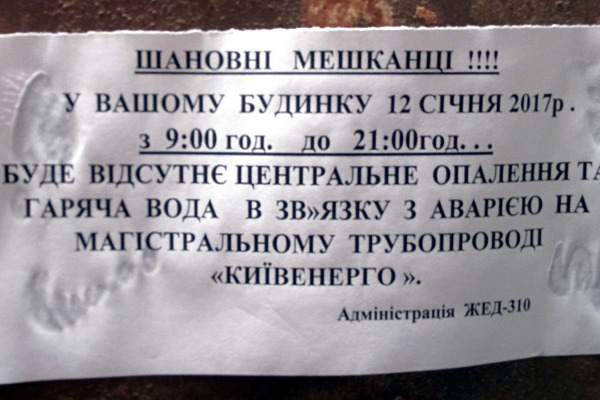 ШАНОВНІ МЕШКАНЦІ !!!!
У ВАШОМУ БУДИНКУ 12 СІЧНЯ 2017р .
з 9:00 год. до 21:00год. . .
БУДЕ ВІДСУТНЄ ЦЕНТРАЛЬНЕ ОПАЛЕННЯ ТА
ГАРЯЧА ВОДА В ЗВ»ЯЗКУ З АВАРІЄЮ НА
МАГІСТРАЛЬНОМУ ТРУБОПРОВОДІ
«КИЇВЕНЕРГО ».
Адміністрація ЖЕД-310